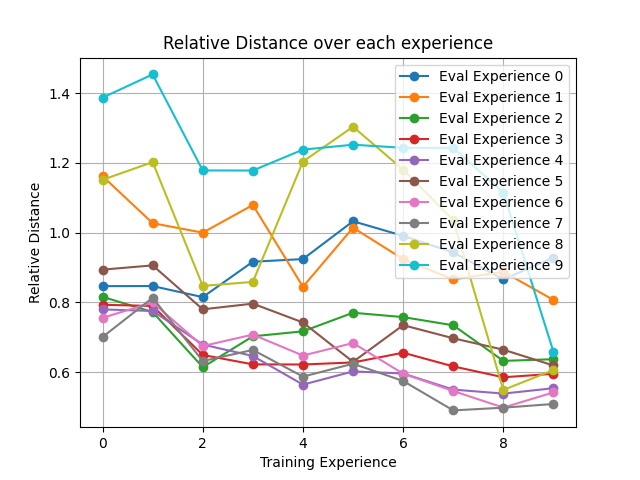 Relative Distance over each experience
Eval Experience 0
Eval Experience 1
Eval Experience 2
Eval Experience 3
Eval Experience 4
Eval Experience 5
Eval Experience 6
Eval Experience 7
Eval Experience 8
Eval Experience 9
Relative Distance
1.4
1.2
1.0
0.8
0.6
0 2 4 6 8
Training Experience